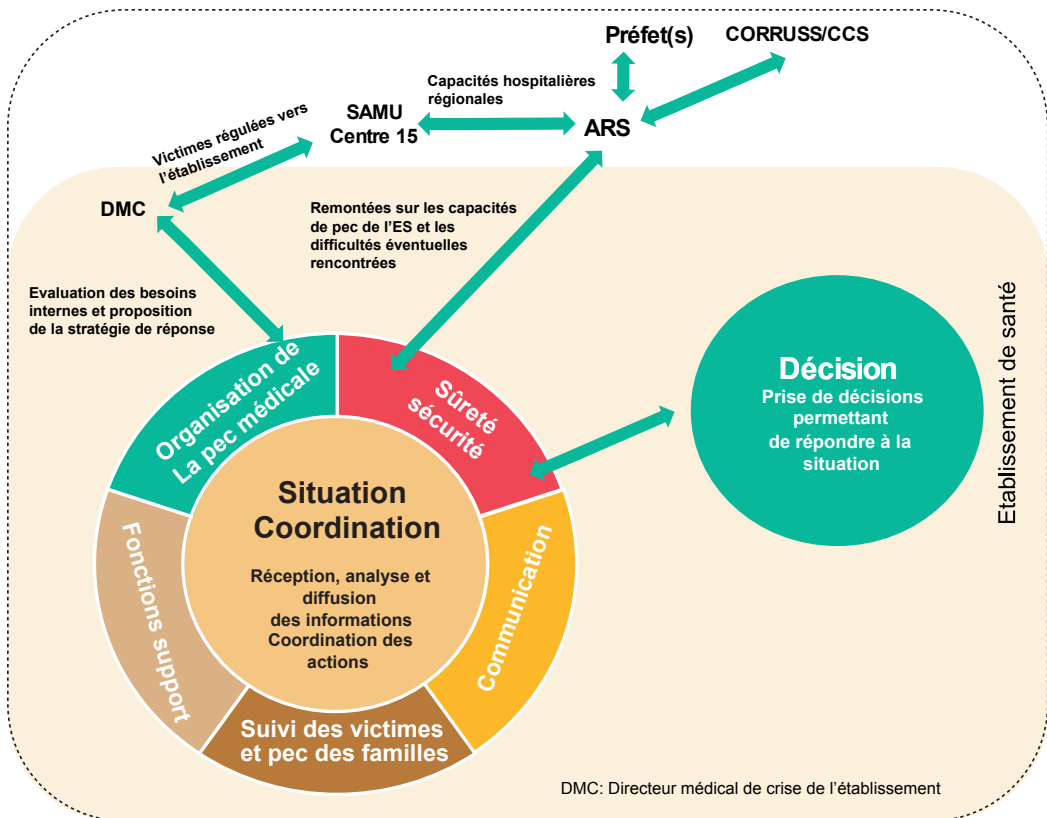 Préfet(s)
CORRUSS/CCS
Capacités hospitalières
régionales
SAMU
Centre 15
ARS
Victimes régulées vers
l'établissement
DMC
Remontées sur les capacités
de pec de l'ES et les
difficultés éventuelles
rencontrées
Evaluation des besoins
internes et proposition
de la stratégie de réponse
Etablissement de santé
Organisation de
La pec médicale
Sûreté
sécurité
Décision
Prise de décisions
permettant
de répondre à la
situation
Situation
Coordination
Réception, analyse et
diffusion
des informations
Coordination des
actions
Fonctions support
Communication
Suivi des victimes
et pec des familles
DMC: Directeur médical de crise de l'établissement